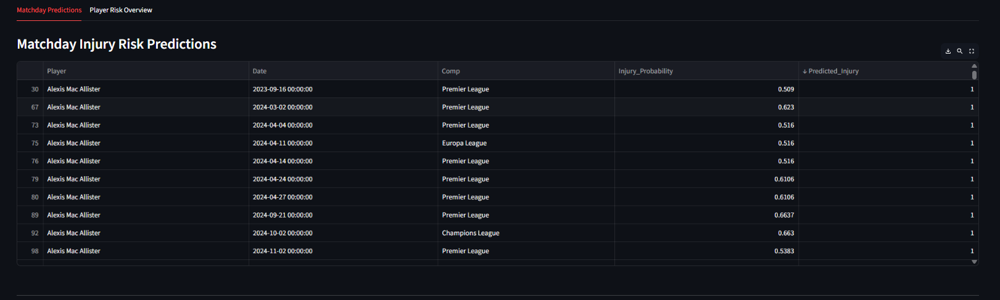 Matchday Predictions Player Risk Overview
Matchday Injury Risk Predictions
Player Date Comp Injury_Probability ↓ Predicted_Injury
30 Alexis Mac Allister 2023-09-16 00:00:00 Premier League 0.509 1
67 Alexis Mac Allister 2024-03-02 00:00:00 Premier League 0.623 1
73 Alexis Mac Allister 2024-04-04 00:00:00 Premier League 0.516 1
75 Alexis Mac Allister 2024-04-11 00:00:00 Europa League 0.516 1
76 Alexis Mac Allister 2024-04-14 00:00:00 Premier League 0.516 1
79 Alexis Mac Allister 2024-04-24 00:00:00 Premier League 0.6106 1
80 Alexis Mac Allister 2024-04-27 00:00:00 Premier League 0.6106 1
89 Alexis Mac Allister 2024-09-21 00:00:00 Premier League 0.6637 1
92 Alexis Mac Allister 2024-10-02 00:00:00 Champions League 0.663 1
98 Alexis Mac Allister 2024-11-02 00:00:00 Premier League 0.5383 1